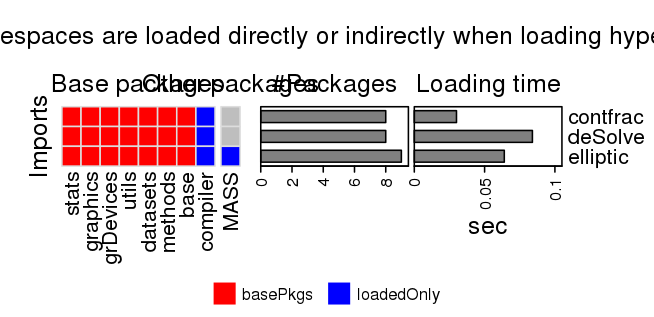 espaces are loaded directly or indirectly when loading hype
Base packages
Other packages
#Packages
Loading time
Imports
contfrac
deSolve
elliptic
stats
graphics
grDevices
utils
datasets
methods
base
compiler
MASS
0 2 4 6 8
0 0.05 0.1
sec
basePkgs
loadedOnly